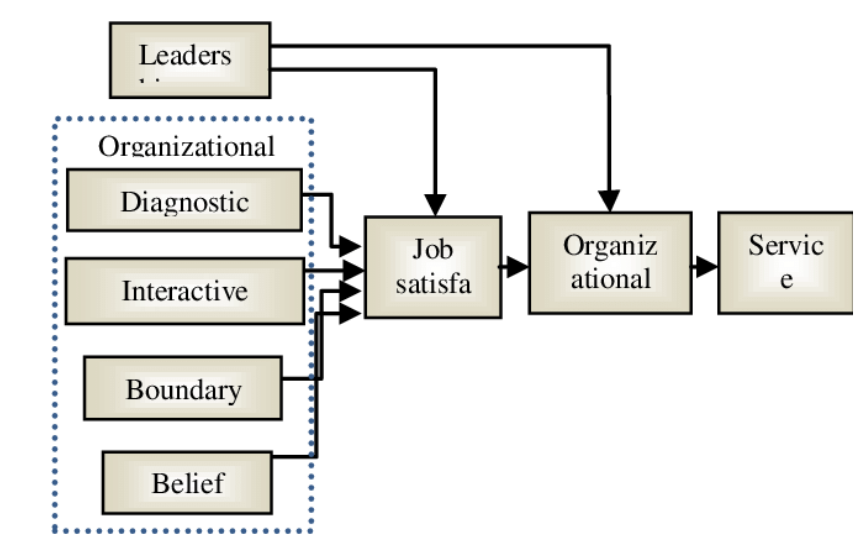 Leaders
Organizational
Diagnostic
Interactive
Boundary
Belief
Job
satisfa
Organiz
ational
Servic
e